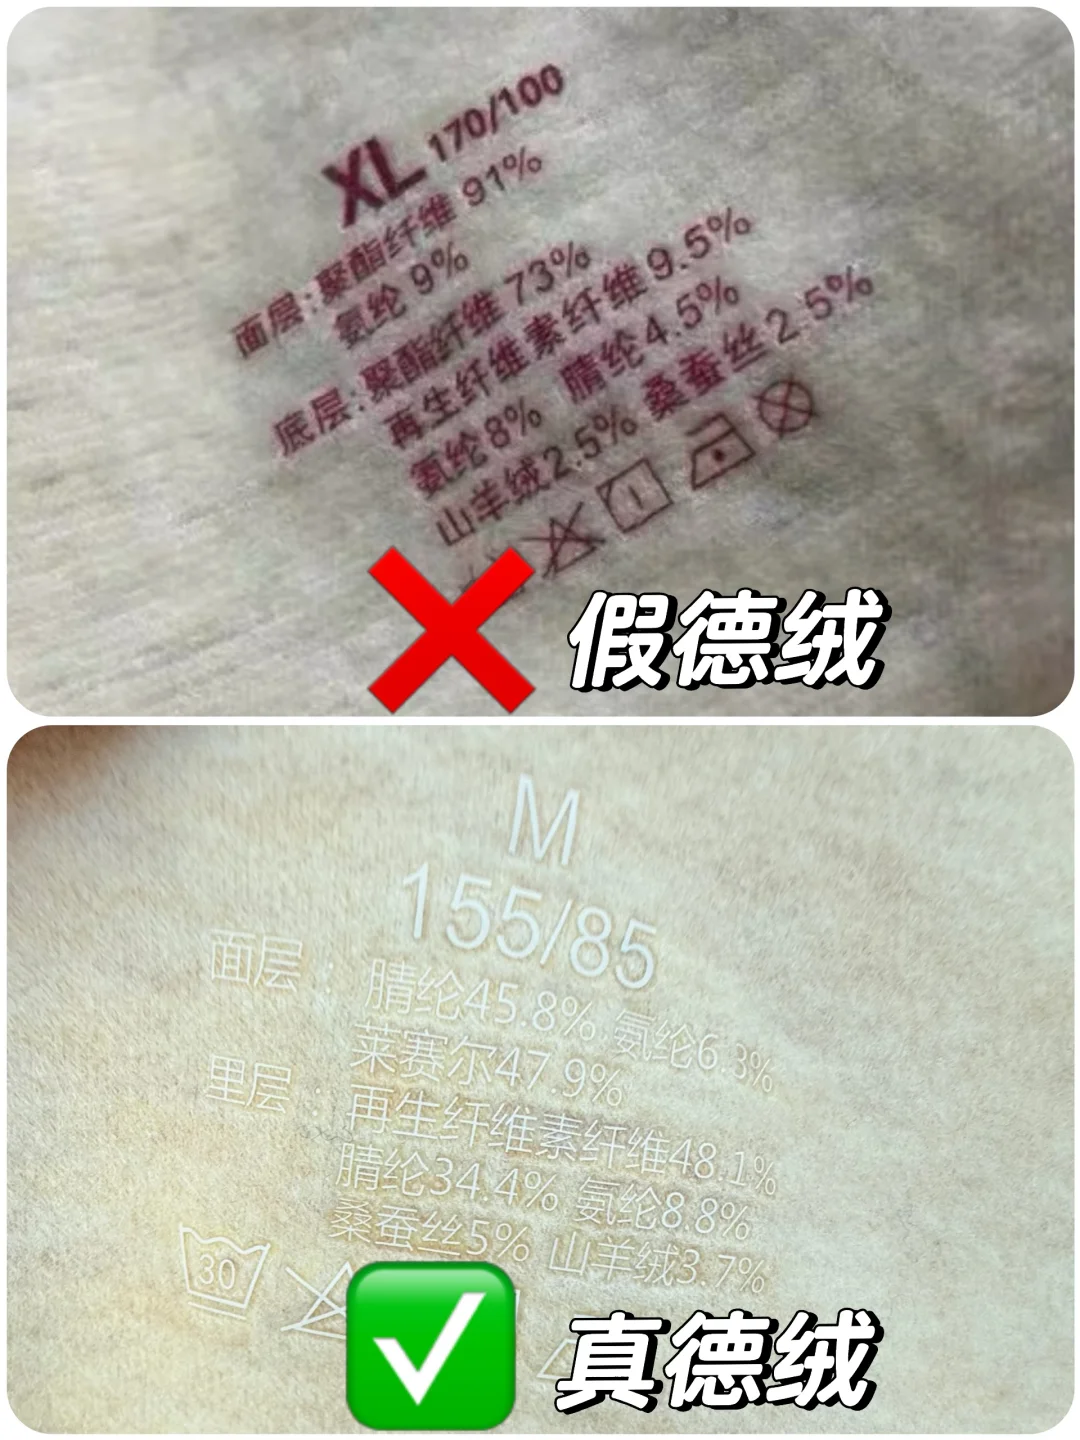 XL 170/100
面层:聚酯纤维 91%
氨纶 9%
底层:聚酯纤维 73%
再生纤维素纤维 9.5%
氨纶 8% 腈纶 4.5%
山羊绒 2.5% 桑蚕丝 2.5%
假德绒
M
155/85
面层: 腈纶45.8% 氨纶6.3%
莱赛尔47.9%
里层: 再生纤维素纤维48.1%
腈纶34.4% 氨纶8.8%
桑蚕丝5% 山羊绒3.7%
30
真德绒